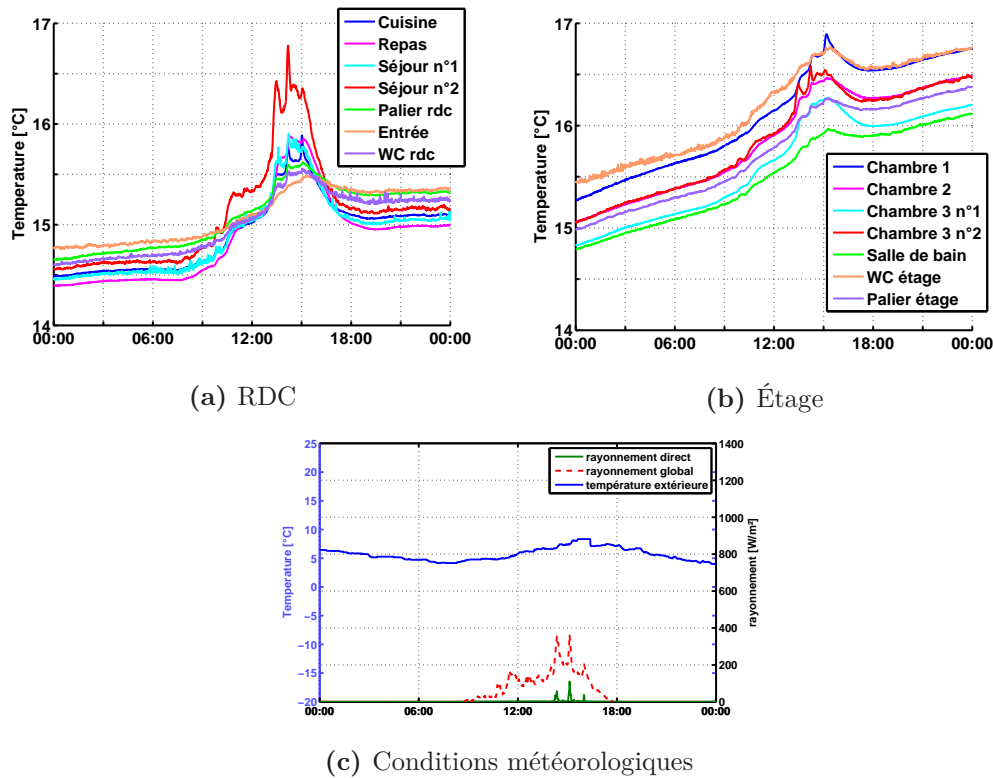 17
16
15
14
00:00
06:00
12:00
18:00
00:00
Temperature [°C]
Cuisine
Repas
Séjour n°1
Séjour n°2
Palier rdc
Entrée
WC rdc
(a) RDC
17
16
15
14
00:00
06:00
12:00
18:00
00:00
Temperature [°C]
Chambre 1
Chambre 2
Chambre 3 n°1
Chambre 3 n°2
Salle de bain
WC étage
Palier étage
(b) Étage
25
20
15
10
5
0
−5
−10
−15
−20
Temperature [°C]
00:00
06:00
12:00
18:00
00:00
1400
1200
1000
800
600
400
200
0
rayonnement [W/m²]
rayonnement direct
rayonnement global
température extérieure
(c) Conditions météorologiques